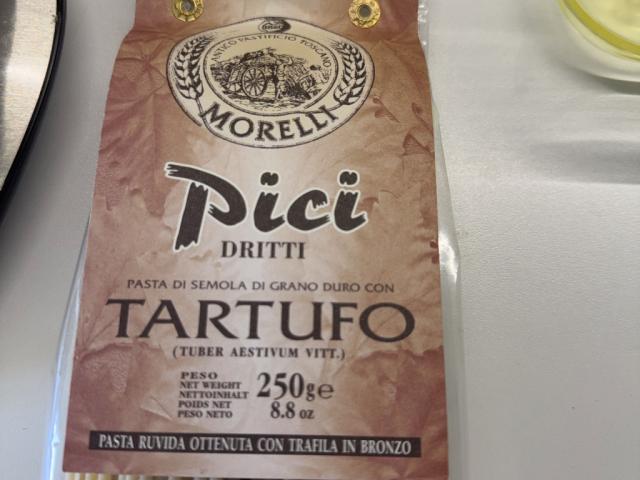 ANTICO PASTIFICIO TOSCANO
MORELLI
Pici
DRITTI
PASTA DI SEMOLA DI GRANO DURO CON
TARTUFO
(TUBER AESTIVUM VITT.)
PESO
NET WEIGHT
NETTOINHALT
POIDS NET
PESO NETO
250g℮
8.8 oz
PASTA RUVIDA OTTENUTA CON TRAFILA IN BRONZO